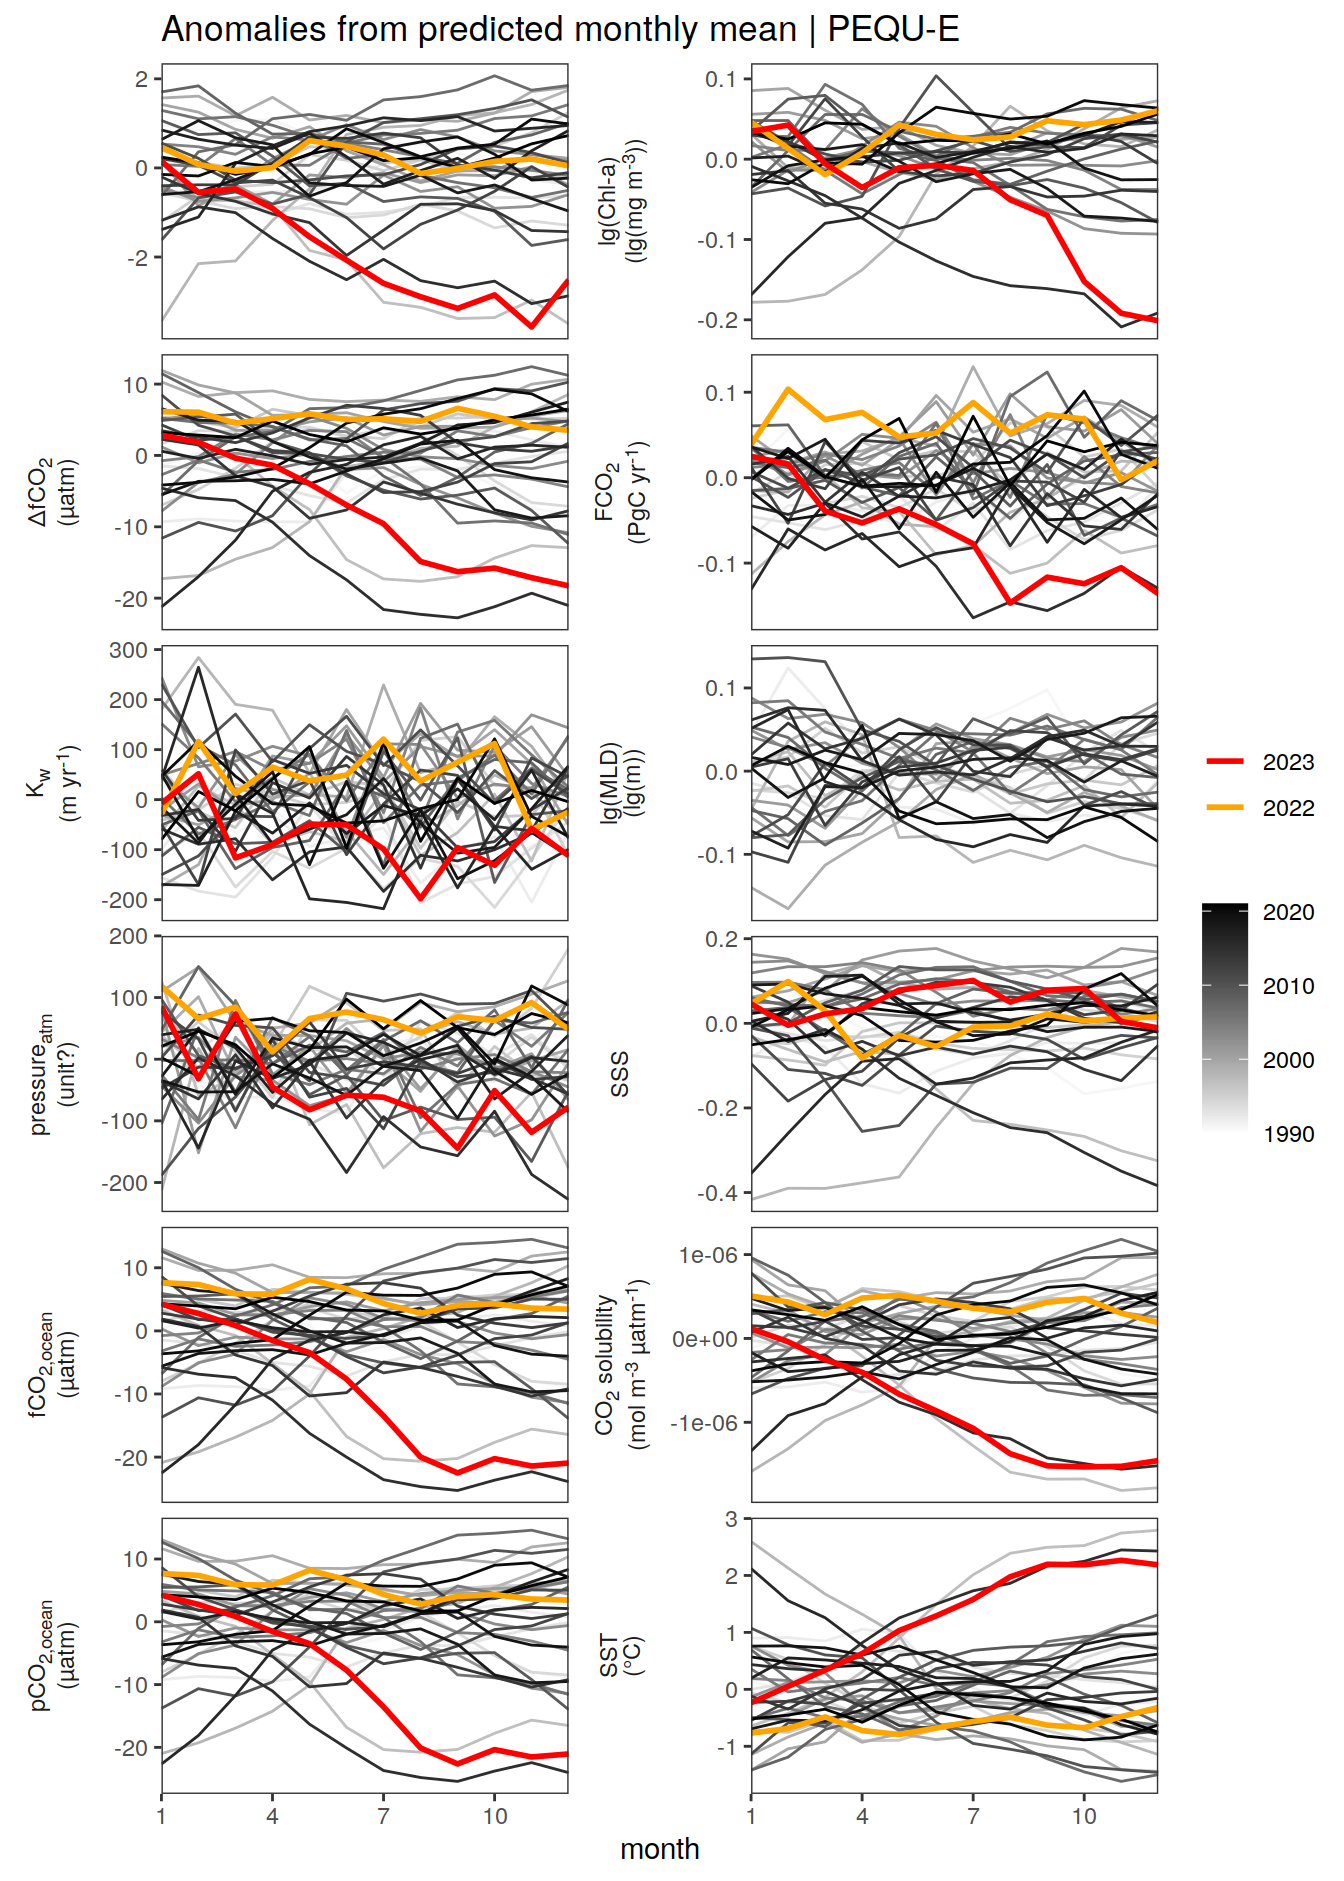 Anomalies from predicted monthly mean | PEQU-E
2
0
-2
0.1
0.0
-0.1
-0.2
lg(Chl-a)
(lg(mg m⁻³))
10
0
-10
-20
ΔfCO₂
(µatm)
0.1
0.0
-0.1
FCO₂
(PgC yr⁻¹)
300
200
100
0
-100
-200
K_w
(m yr⁻¹)
0.1
0.0
-0.1
lg(MLD)
(lg(m))
200
100
0
-100
-200
pressure_atm
(unit?)
0.2
0.0
-0.2
-0.4
SSS
10
0
-10
-20
fCO₂,ocean
(µatm)
1e-06
0e+00
-1e-06
CO₂ solubility
(mol m⁻³ µatm⁻¹)
10
0
-10
-20
pCO₂,ocean
(µatm)
3
2
1
0
-1
SST
(°C)
1 4 7 10
1 4 7 10
month
2023
2022
2020
2010
2000
1990